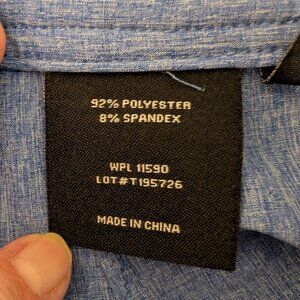 92% POLYESTER
8% SPANDEX
WPL 11590
LOT#T195726
MADE IN CHINA